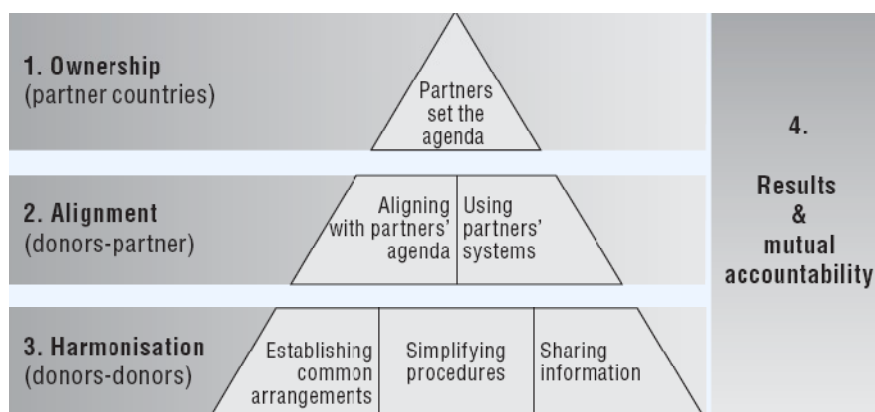 1. Ownership
(partner countries)
Partners
set the
agenda
2. Alignment
(donors-partner)
Aligning
with partners'
agenda
Using
partners'
systems
3. Harmonisation
(donors-donors)
Establishing
common
arrangements
Simplifying
procedures
Sharing
information
4.
Results
&
mutual
accountability